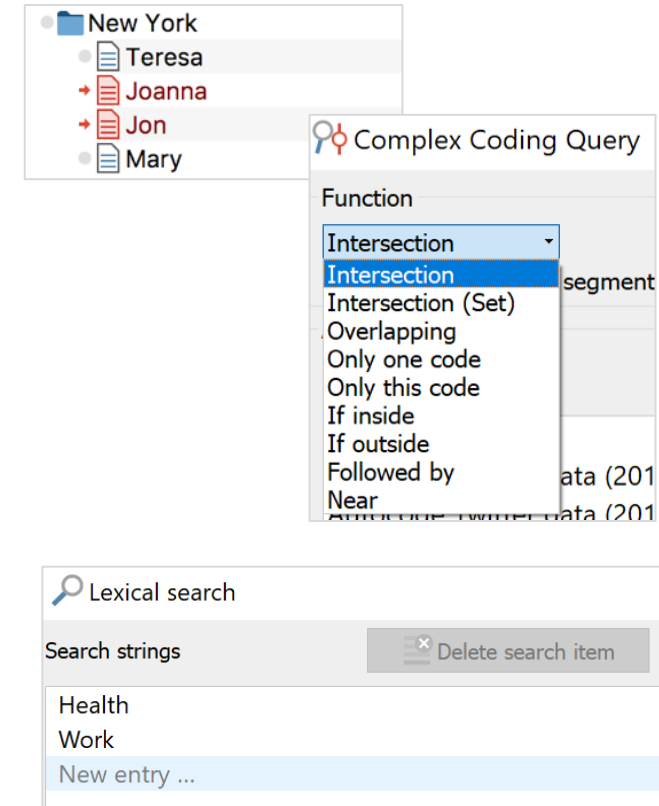 New York
Teresa
Joanna
Jon
Mary
Complex Coding Query
Function
Intersection
Intersection
segment
Intersection (Set)
Overlapping
Only one code
Only this code
If inside
If outside
Followed by
ata (201
Near
ata (201
Lexical search
Search strings
Delete search item
Health
Work
New entry ...